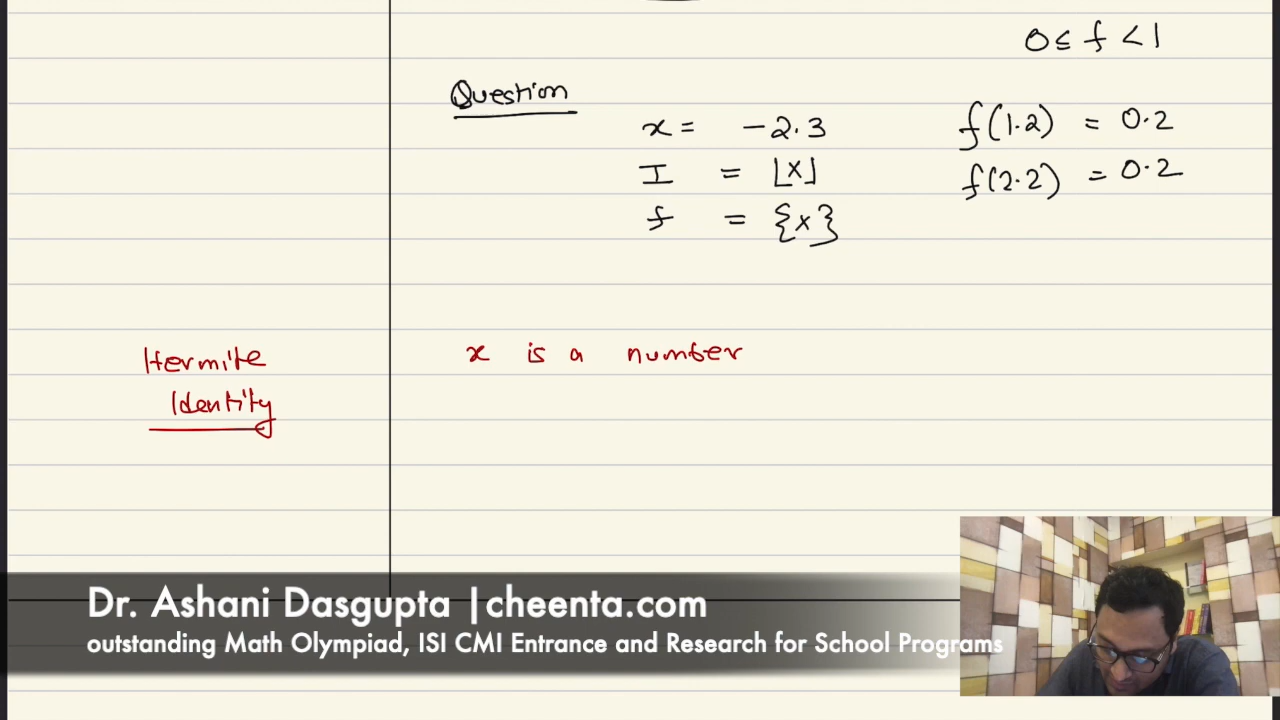 0 ≤ f < 1
Question
x = -2.3
f(1.2) = 0.2
I = ⌊x⌋
f(2.2) = 0.2
f = {x}
Hermite
Identity
x is a number
Dr. Ashani Dasgupta |cheenta.com
outstanding Math Olympiad, ISI CMI Entrance and Research for School Programs